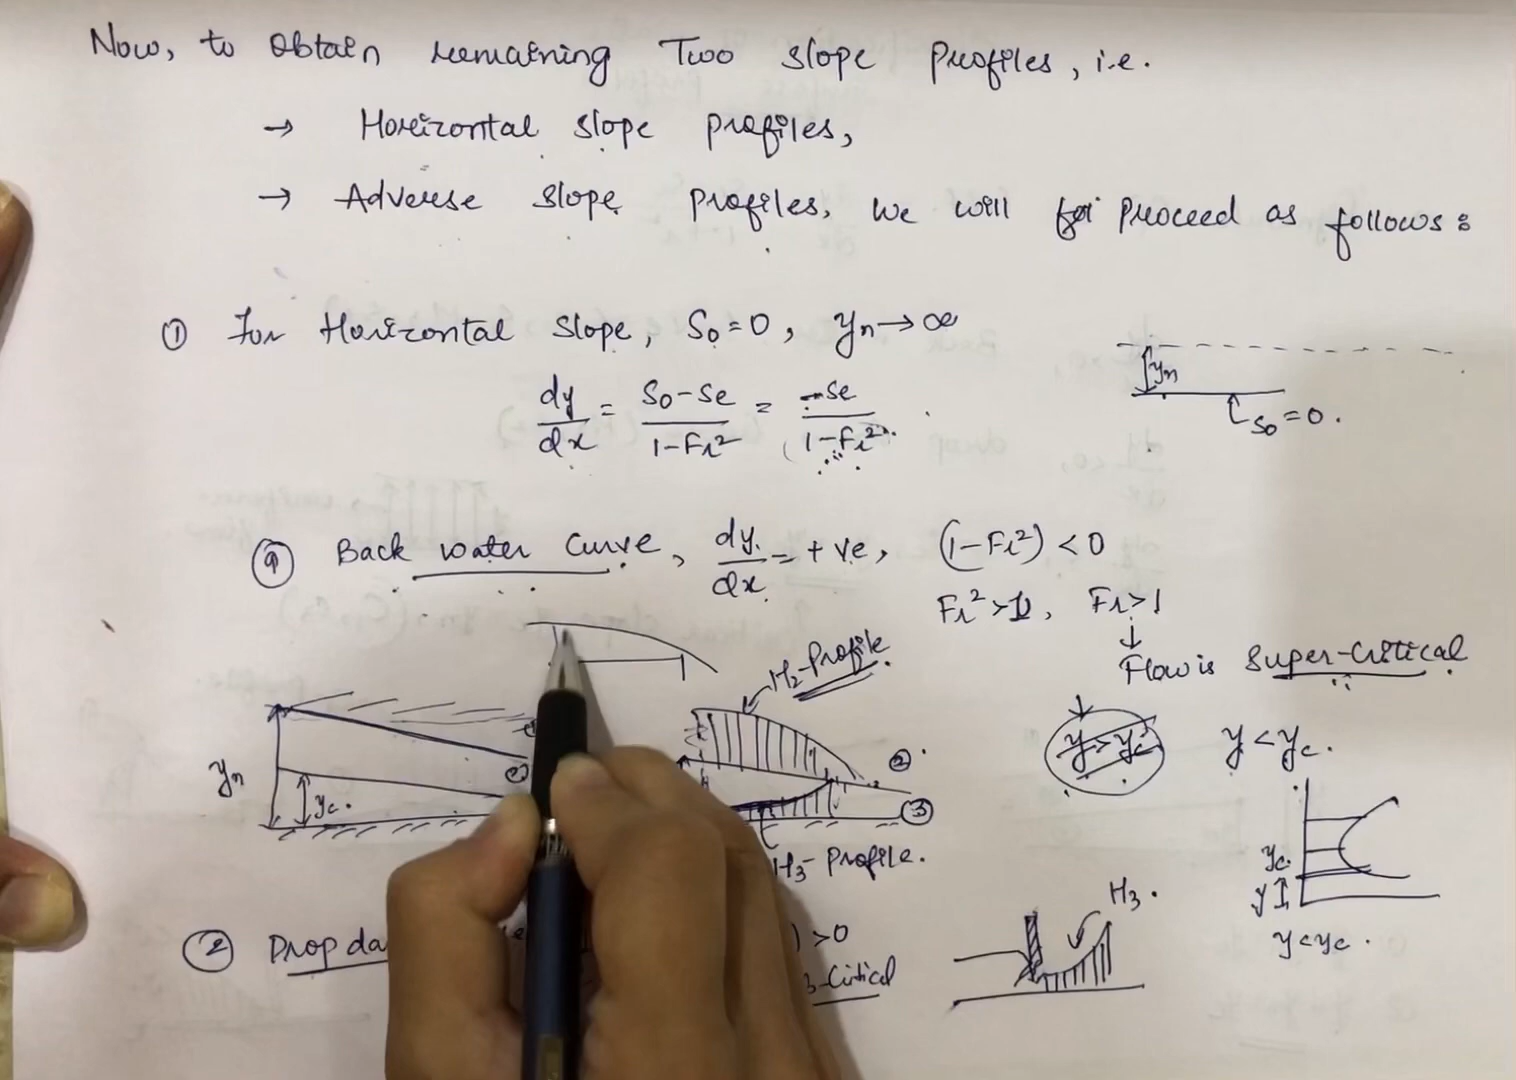 Now, to obtain remaining Two slope profiles, i.e.
→ Horizontal slope profiles,
→ Adverse slope profiles, we will proceed as follows:
① For Horizontal slope, S₀=0, yₙ→∞
yₙ
S₀=0.
dy/dx = (S₀-Se)/(1-Fr²) = -Se/(1-Fr²)
ⓐ Back water curve, dy/dx = +ve, (1-Fr²) <0
Fr²>1, Fr>1
↓
Flow is Super-Critical
H₂-Profile
y>yc y<yc.
yₙ yc.
②
③
H₃-Profile.
yc
y
y<yc.
H₃.
② Drop >0
Critical